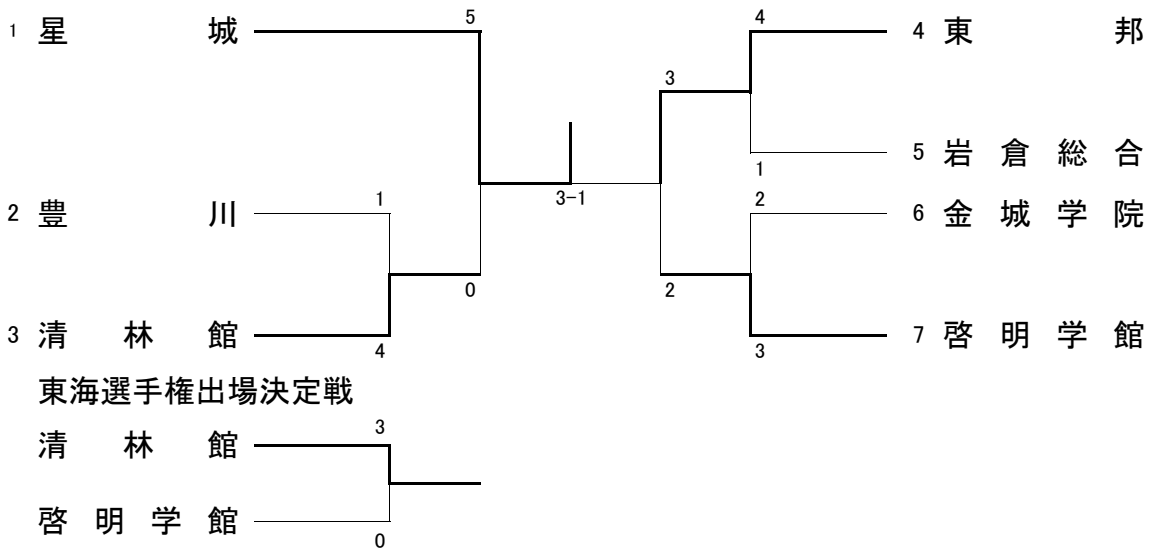 5 4
1 星城 4 東邦
3
5 岩倉総合
1
1 3-1 2
2 豊川 6 金城学院
0 2
3 清林館 7 啓明学館
4 3
東海選手権出場決定戦
3
清林館
啓明学館
0